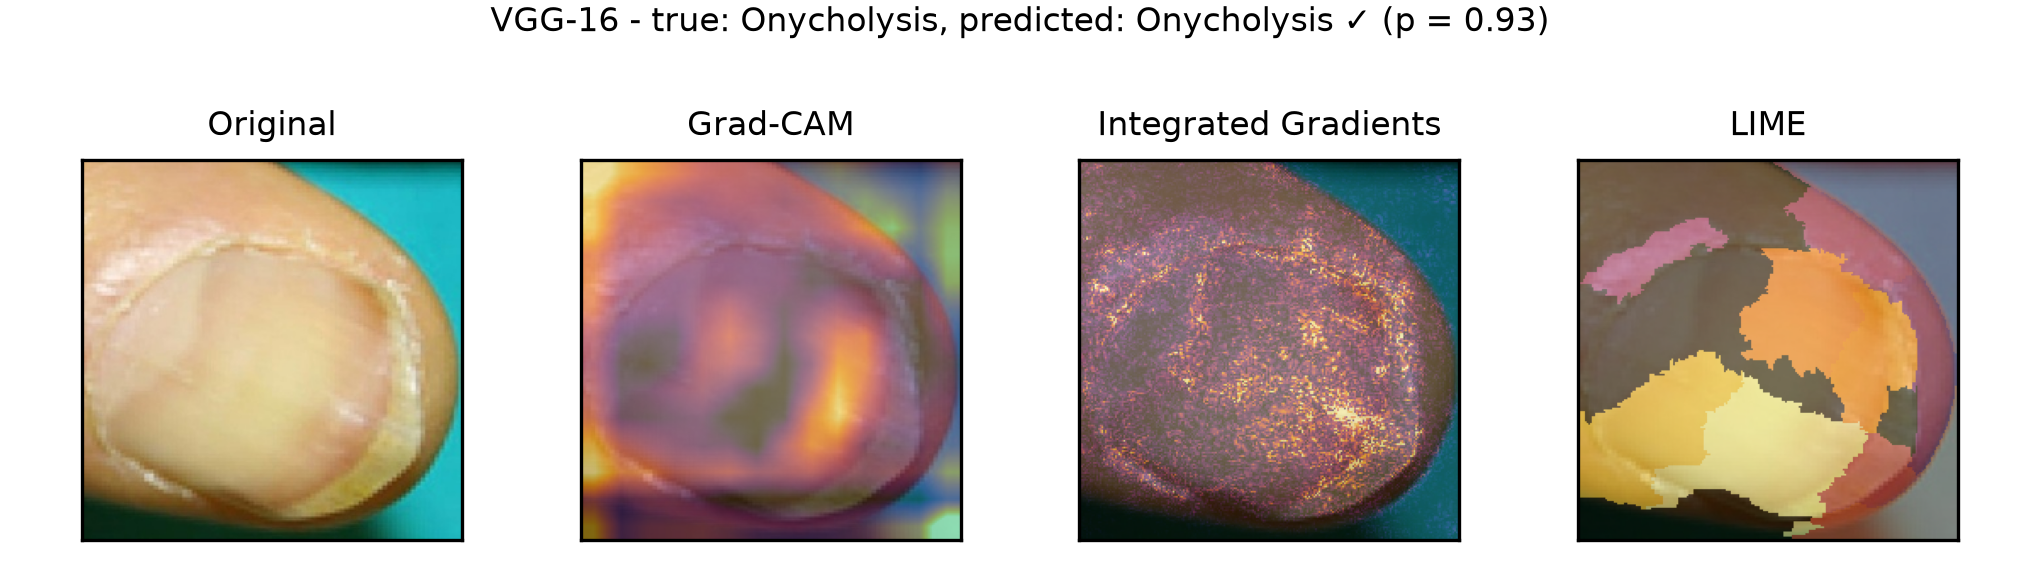 VGG-16 - true: Onycholysis, predicted: Onycholysis ✓ (p = 0.93)
Original
Grad-CAM
Integrated Gradients
LIME